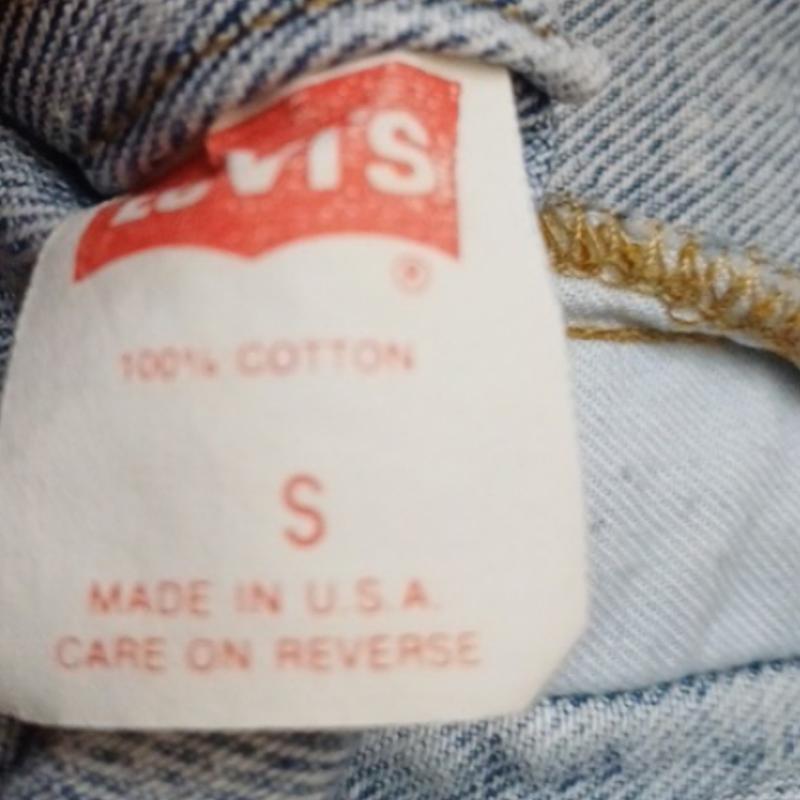 LEVI'S
®
100% COTTON
S
MADE IN U.S.A.
CARE ON REVERSE